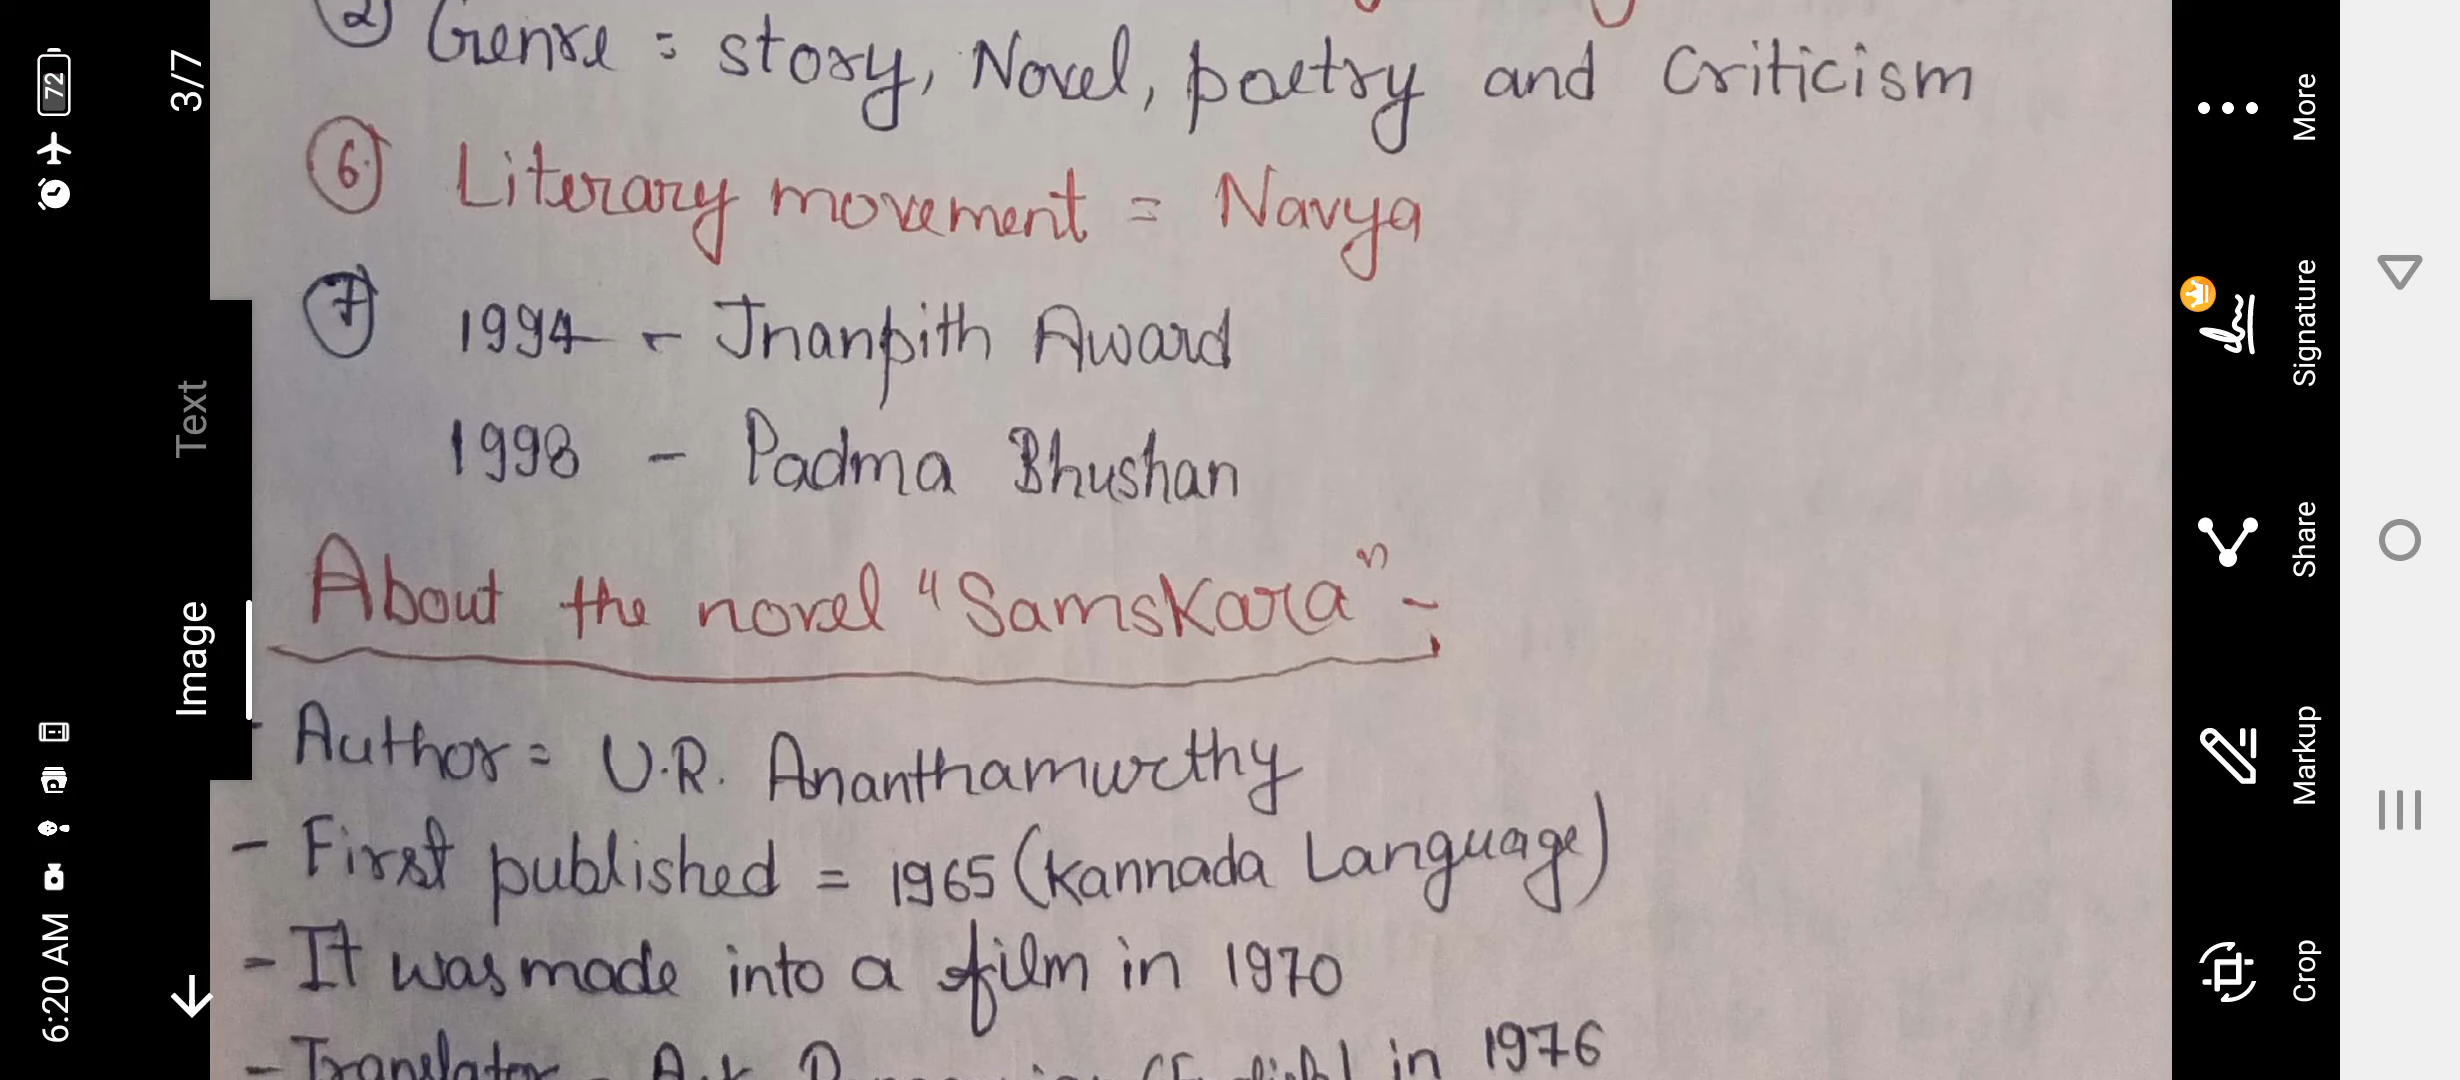 ② Genre = story, Novel, poetry and Criticism
⑥ Literary movement = Navya
⑦ 1994 - Jnanpith Award
1998 - Padma Bhushan
About the novel "Samskara" :-
- Author = U.R. Ananthamurthy
- First published = 1965 (Kannada Language)
- It was made into a film in 1970
- Translator in 1976
72
3/7
Text
Image
6:20 AM
More
Signature
Share
Markup
Crop